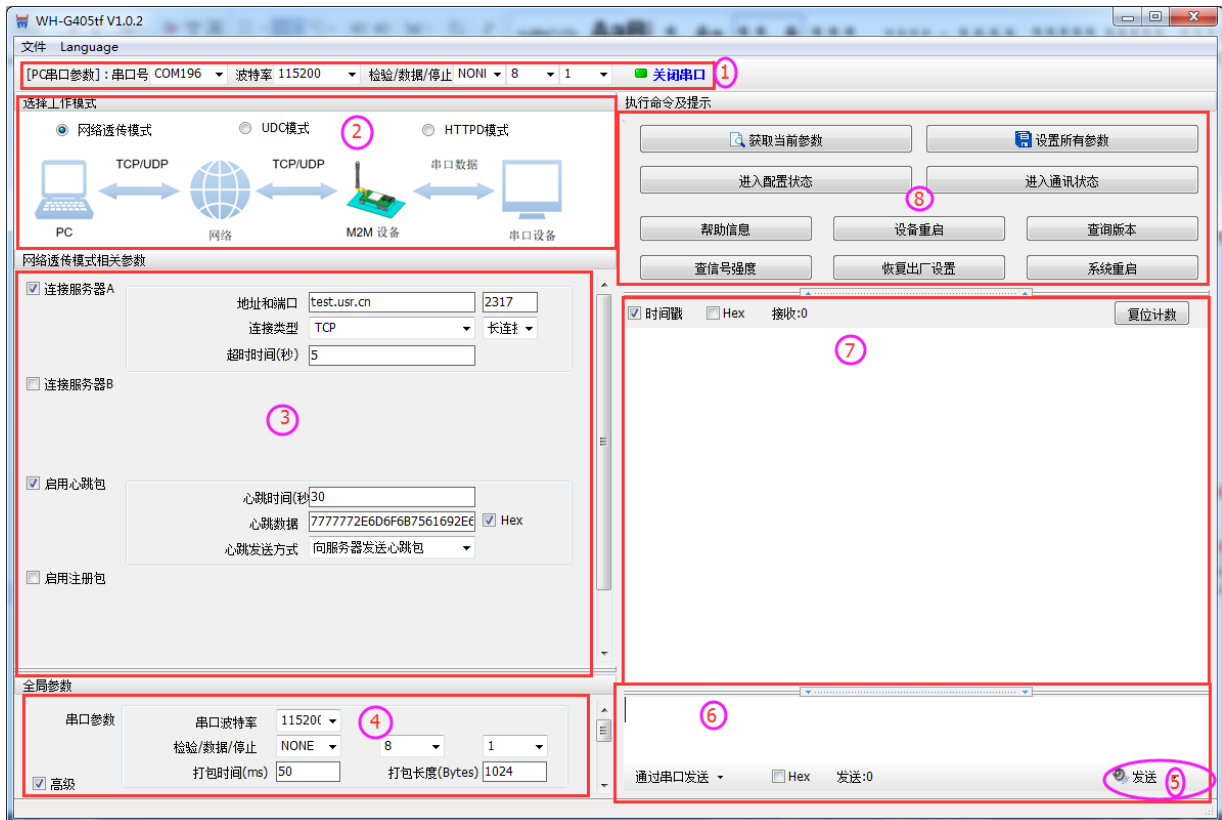 WH-G405tf V1.0.2
文件 Language
[PC串口参数]：串口号 COM196 波特率 115200 检验/数据/停止 NONI 8 1 关闭串口 1
选择工作模式
网络透传模式 UDC模式 2 HTTPD模式
TCP/UDP TCP/UDP 串口数据
PC 网络 M2M 设备 串口设备
网络透传模式相关参数
连接服务器A
地址和端口 test.usr.cn 2317
连接类型 TCP
超时时间(秒) 5
连接服务器B
3
启用心跳包
心跳时间(秒 30
心跳数据 7777772E6D6F6B7561692E6 Hex
心跳发送方式 向服务器发送心跳包
启用注册包
全局参数
串口参数 串口波特率 11520( 4
检验/数据/停止 NONE 8 1
打包时间(ms) 50 打包长度(Bytes) 1024
高级
执行命令及提示
获取当前参数 设置所有参数
进入配置状态 进入通讯状态
8
帮助信息 设备重启 查询版本
查信号强度 恢复出厂设置 系统重启
时间戳 Hex 接收:0 复位计数
7
6
通过串口发送 Hex 发送:0 发送 5